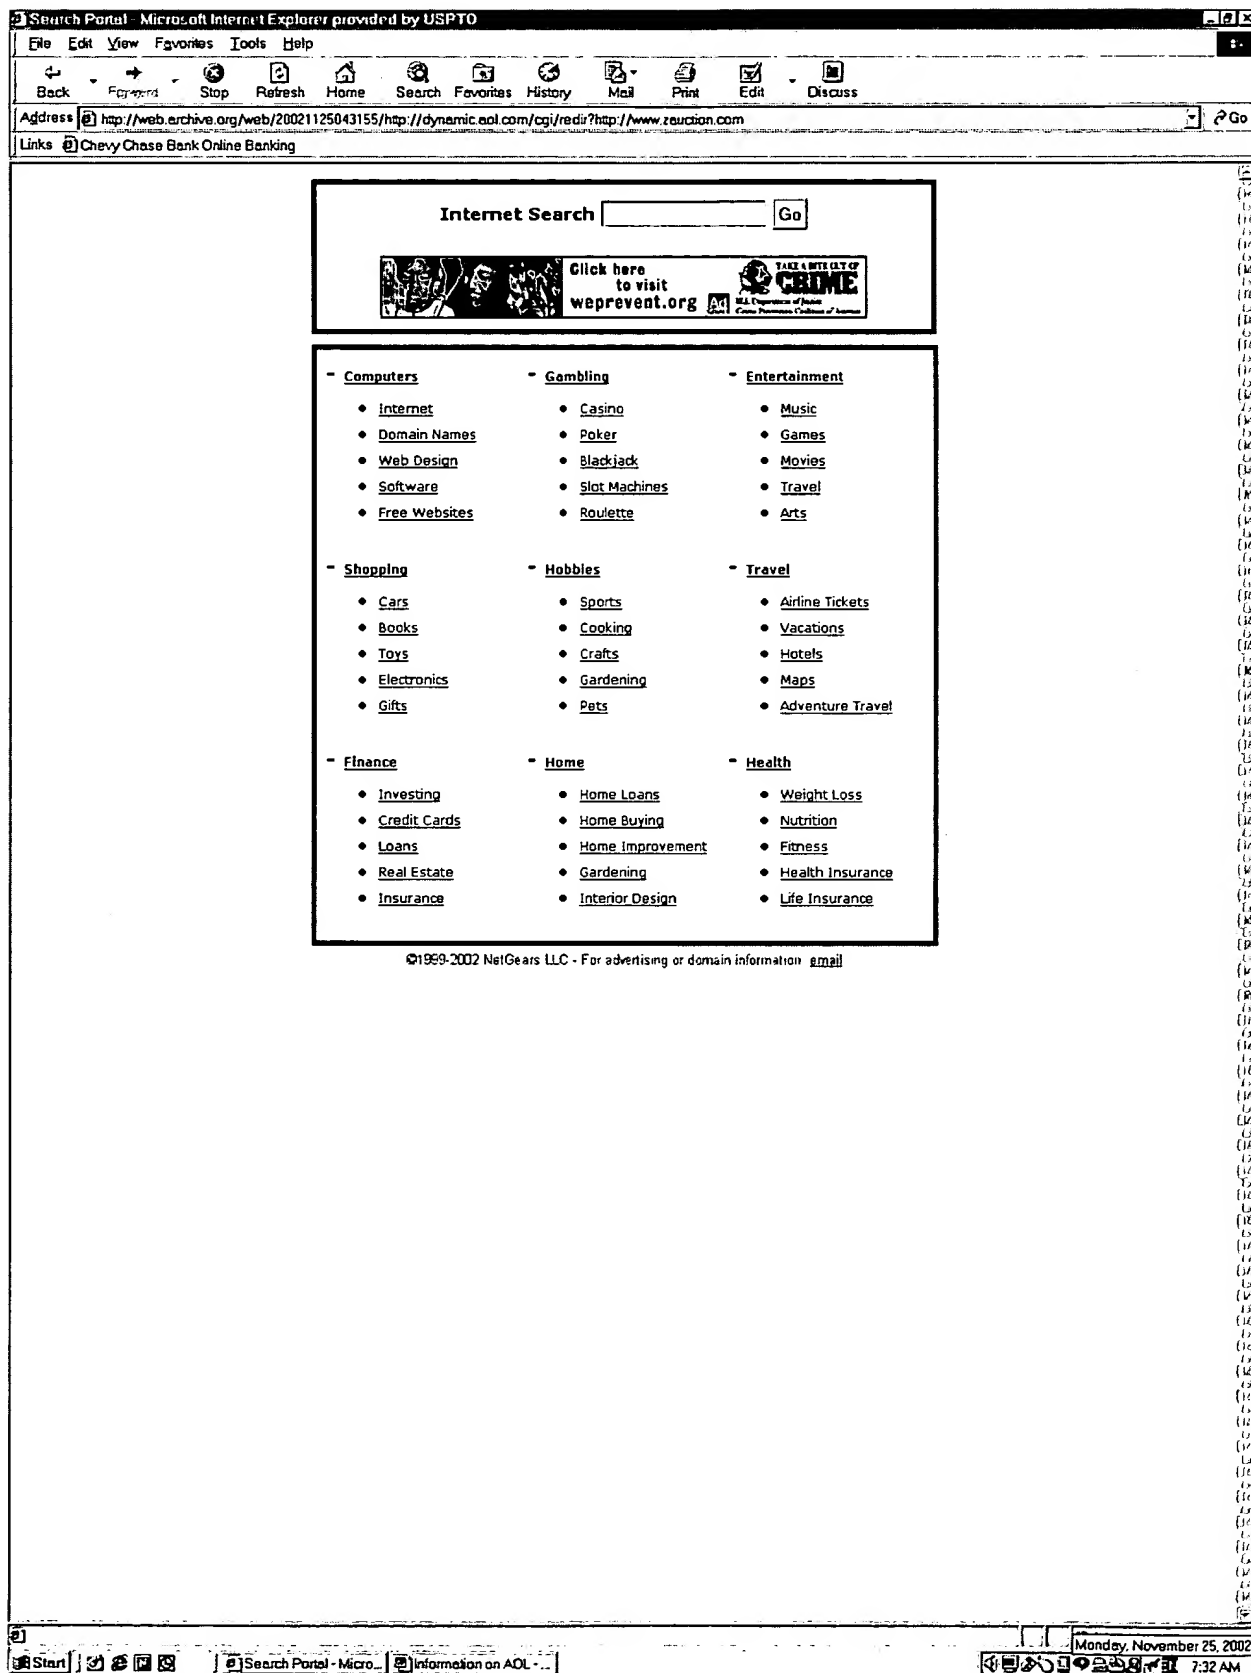 Search Portal - Microsoft Internet Explorer provided by USPTO
File Edit View Favorites Tools Help
Back Forward Stop Refresh Home Search Favorites History Mail Print Edit Discuss
Address http://web.archive.org/web/20021125043155/http://dynamic.aol.com/cgi/redir?http://www.zauction.com Go
Links Chevy Chase Bank Online Banking
Internet Search Go
Click here
to visit
weprevent.org Ad
TAKE A BITE OUT OF
CRIME
U.S. Department of Justice
Crime Prevention Coalition of America
- Computers - Gambling - Entertainment
• Internet • Casino • Music
• Domain Names • Poker • Games
• Web Design • Blackjack • Movies
• Software • Slot Machines • Travel
• Free Websites • Roulette • Arts
- Shopping - Hobbies - Travel
• Cars • Sports • Airline Tickets
• Books • Cooking • Vacations
• Toys • Crafts • Hotels
• Electronics • Gardening • Maps
• Gifts • Pets • Adventure Travel
- Finance - Home - Health
• Investing • Home Loans • Weight Loss
• Credit Cards • Home Buying • Nutrition
• Loans • Home Improvement • Fitness
• Real Estate • Gardening • Health Insurance
• Insurance • Interior Design • Life Insurance
©1999-2002 NetGears LLC - For advertising or domain information email
Monday, November 25, 2002
Start Search Portal - Micro... Information on AOL - ... 7:32 AM